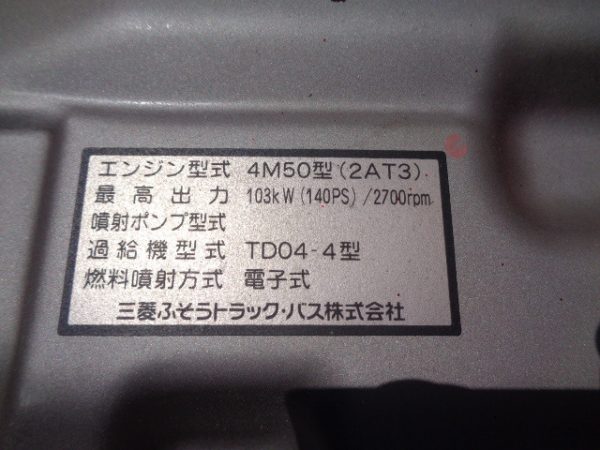 エンジン型式 4M50型(2AT3)
最高出力 103kW(140PS)/2700rpm
噴射ポンプ型式
過給機型式 TD04-4型
燃料噴射方式 電子式
三菱ふそうトラック・バス株式会社